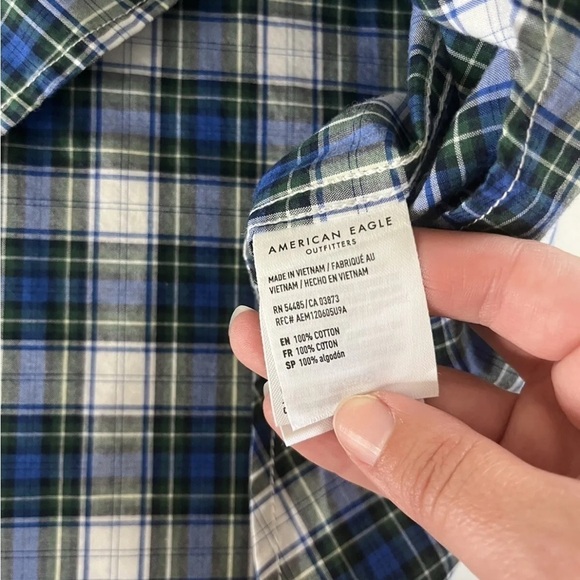 AMERICAN EAGLE
OUTFITTERS
MADE IN VIETNAM / FABRIQUÉ AU
VIETNAM / HECHO EN VIETNAM
RN 54485/CA 03873
RFC# AEM120605U9A
EN 100% COTTON
FR 100% COTON
SP 100% algodón